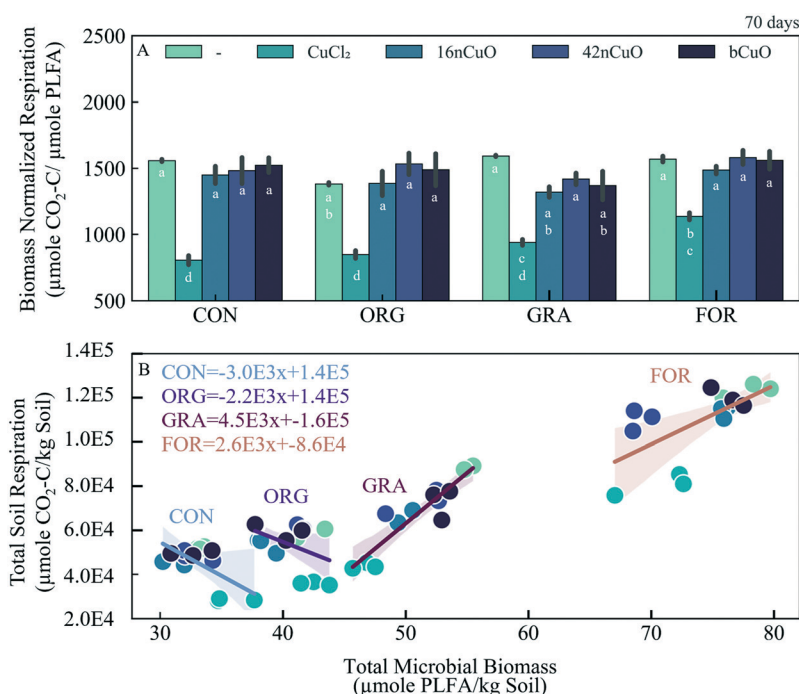 70 days
2500
A
-
CuCl₂
16nCuO
42nCuO
bCuO
2000
1500
1000
500
Biomass Normalized Respiration
(μmole CO₂-C/ μmole PLFA)
a d a a a
a b d a a a
a c d a b a a b
a b c a a a
CON ORG GRA FOR
B
1.4E5
1.2E5
1.0E5
8.0E4
6.0E4
4.0E4
2.0E4
Total Soil Respiration
(μmole CO₂-C/kg Soil)
CON=-3.0E3x+1.4E5
ORG=-2.2E3x+1.4E5
GRA=4.5E3x+-1.6E5
FOR=2.6E3x+-8.6E4
CON
ORG
GRA
FOR
30 40 50 60 70 80
Total Microbial Biomass
(μmole PLFA/kg Soil)